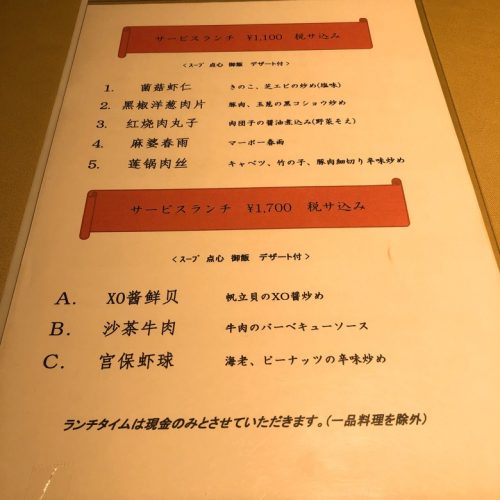 サービスランチ ¥1,100 税サ込み
＜スープ 点心 御飯 デザート付＞
1. 菌菇虾仁 きのこ、芝エビの炒め(塩味)
2. 黑椒洋葱肉片 豚肉、玉葱の黒コショウ炒め
3. 红烧肉丸子 肉団子の醤油煮込み(野菜そえ)
4. 麻婆春雨 マーボー春雨
5. 莲锅肉丝 キャベツ、竹の子、豚肉細切り辛味炒め
サービスランチ ¥1,700 税サ込み
＜スープ 点心 御飯 デザート付＞
A. XO酱鲜贝 帆立貝のXO醤炒め
B. 沙茶牛肉 牛肉のバーベキューソース
C. 宫保虾球 海老、ピーナッツの辛味炒め
ランチタイムは現金のみとさせていただきます。(一品料理を除外)